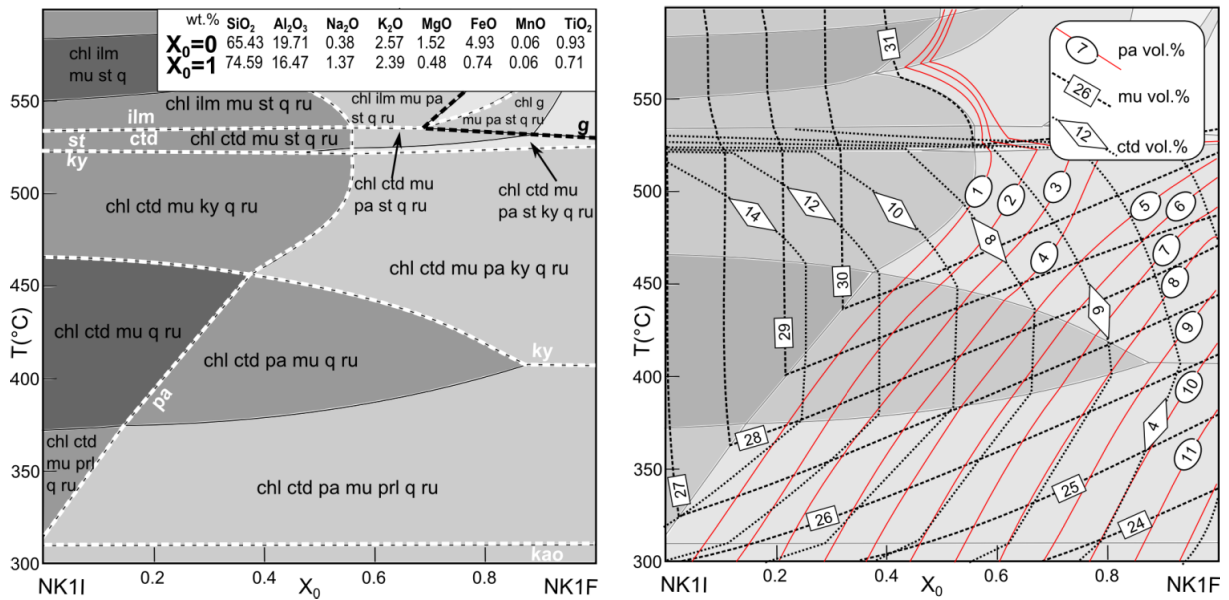 wt.% SiO₂ Al₂O₃ Na₂O K₂O MgO FeO MnO TiO₂
X₀=0 65.43 19.71 0.38 2.57 1.52 4.93 0.06 0.93
X₀=1 74.59 16.47 1.37 2.39 0.48 0.74 0.06 0.71
chl ilm
mu st q
chl ilm mu st q ru
chl ilm mu pa
st q ru
chl g
mu pa st q ru
ilm
g
st
ctd
chl ctd mu st q ru
ky
chl ctd mu
pa st q ru
chl ctd mu
pa st ky q ru
chl ctd mu ky q ru
chl ctd mu pa ky q ru
chl ctd mu q ru
chl ctd pa mu q ru
ky
pa
chl ctd
mu prl
q ru
chl ctd pa mu prl q ru
kao
T(°C)
550
500
450
400
350
300
NK1I
0.2
0.4
X₀
0.6
0.8
NK1F
7 pa vol.%
26 mu vol.%
12 ctd vol.%
31
14
12
10
8
6
4
1
2
3
4
5
6
7
8
9
10
11
30
29
28
27
26
25
24
T(°C)
550
500
450
400
350
300
NK1I
0.2
0.4
X₀
0.6
0.8
NK1F